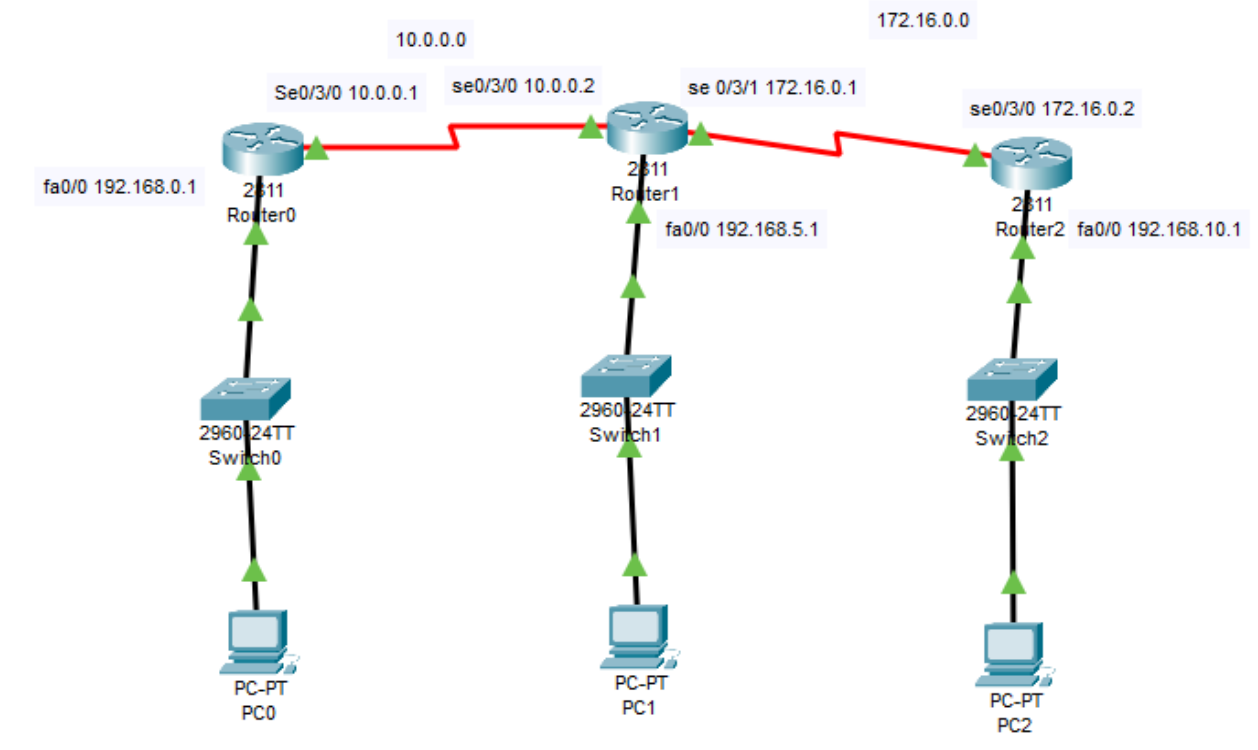 172.16.0.0
10.0.0.0
Se0/3/0 10.0.0.1
se0/3/0 10.0.0.2
se 0/3/1 172.16.0.1
se0/3/0 172.16.0.2
fa0/0 192.168.0.1
2811
Router0
2811
Router1
fa0/0 192.168.5.1
2811
Router2
fa0/0 192.168.10.1
2960-24TT
Switch0
2960-24TT
Switch1
2960-24TT
Switch2
PC-PT
PC0
PC-PT
PC1
PC-PT
PC2